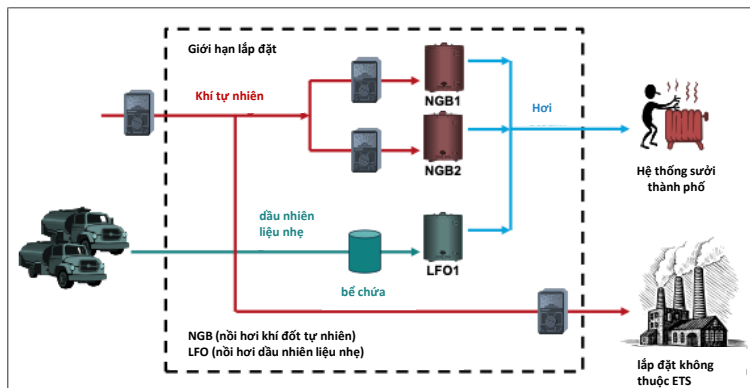 Giới hạn lắp đặt
Khí tự nhiên
NGB1
Hơi
NGB2
Hệ thống sưởi
thành phố
dầu nhiên
liệu nhẹ
LFO1
bể chứa
NGB (nồi hơi khí đốt tự nhiên)
LFO (nồi hơi dầu nhiên liệu nhẹ)
lắp đặt không
thuộc ETS